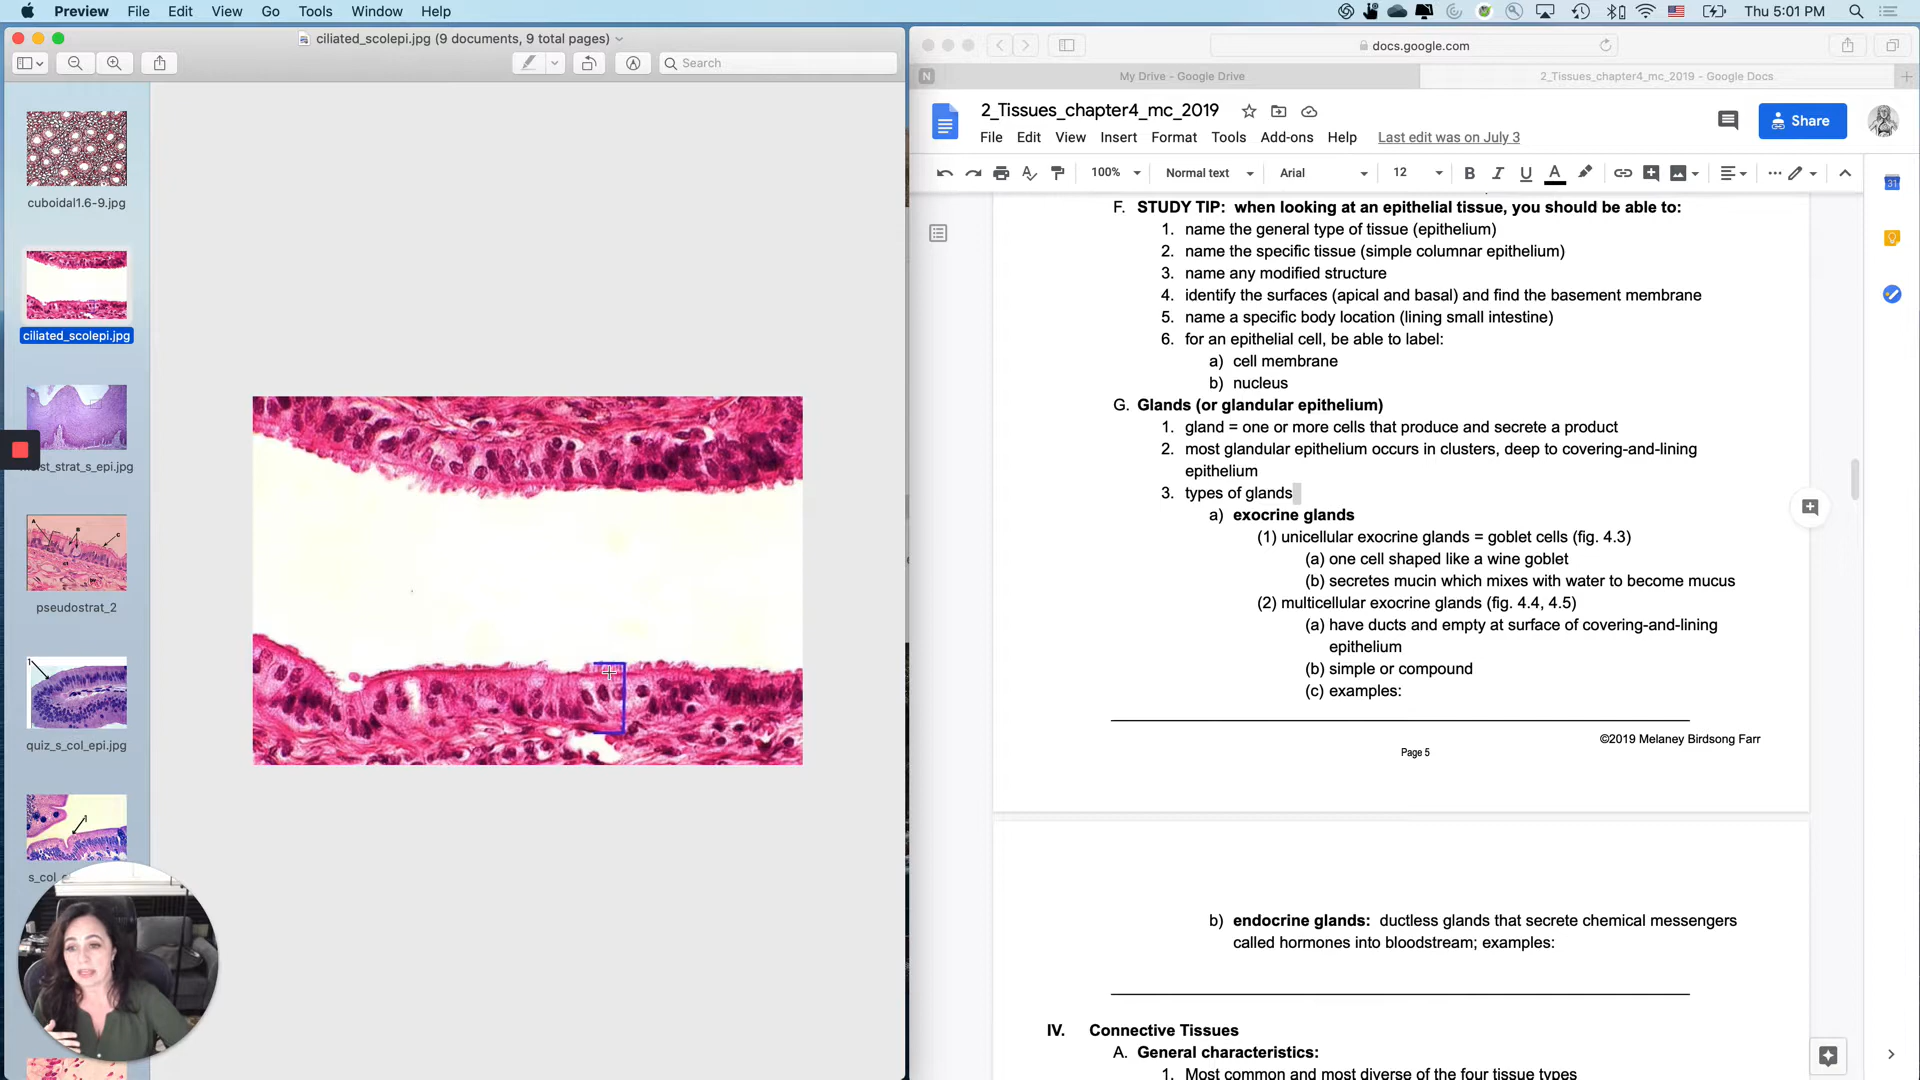 Preview File Edit View Go Tools Window Help
Thu 5:01 PM
ciliated_scolepi.jpg (9 documents, 9 total pages)
Search
cuboidal1.6-9.jpg
ciliated_scolepi.jpg
pseudostrat_2
quiz_s_col_epi.jpg
docs.google.com
My Drive - Google Drive
2_Tissues_chapter4_mc_2019 - Google Docs
2_Tissues_chapter4_mc_2019
Share
File Edit View Insert Format Tools Add-ons Help Last edit was on July 3
100% Normal text Arial 12 B I U A
F. STUDY TIP: when looking at an epithelial tissue, you should be able to:
1. name the general type of tissue (epithelium)
2. name the specific tissue (simple columnar epithelium)
3. name any modified structure
4. identify the surfaces (apical and basal) and find the basement membrane
5. name a specific body location (lining small intestine)
6. for an epithelial cell, be able to label:
a) cell membrane
b) nucleus
G. Glands (or glandular epithelium)
1. gland = one or more cells that produce and secrete a product
2. most glandular epithelium occurs in clusters, deep to covering-and-lining
epithelium
3. types of glands
a) exocrine glands
(1) unicellular exocrine glands = goblet cells (fig. 4.3)
(a) one cell shaped like a wine goblet
(b) secretes mucin which mixes with water to become mucus
(2) multicellular exocrine glands (fig. 4.4, 4.5)
(a) have ducts and empty at surface of covering-and-lining
epithelium
(b) simple or compound
(c) examples:
©2019 Melaney Birdsong Farr
Page 5
b) endocrine glands: ductless glands that secrete chemical messengers
called hormones into bloodstream; examples:
IV. Connective Tissues
A. General characteristics:
1. Most common and most diverse of the four tissue types